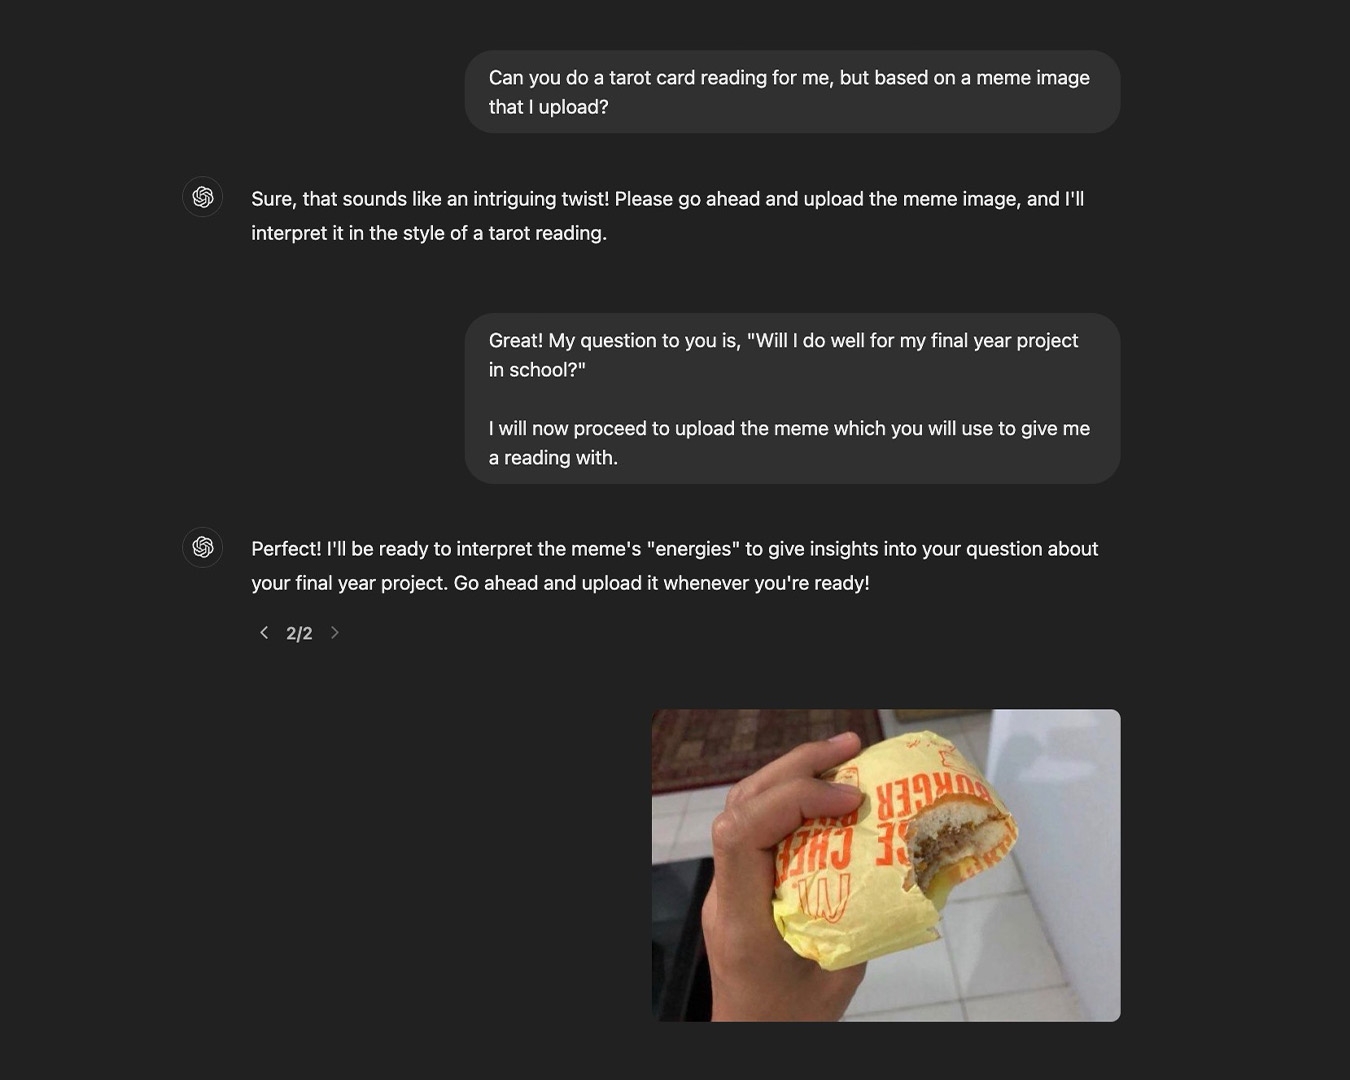 Can you do a tarot card reading for me, but based on a meme image
that I upload?
Sure, that sounds like an intriguing twist! Please go ahead and upload the meme image, and I'll
interpret it in the style of a tarot reading.
Great! My question to you is, "Will I do well for my final year project
in school?"
I will now proceed to upload the meme which you will use to give me
a reading with.
Perfect! I'll be ready to interpret the meme's "energies" to give insights into your question about
your final year project. Go ahead and upload it whenever you're ready!
2/2
BURGER
CHEE